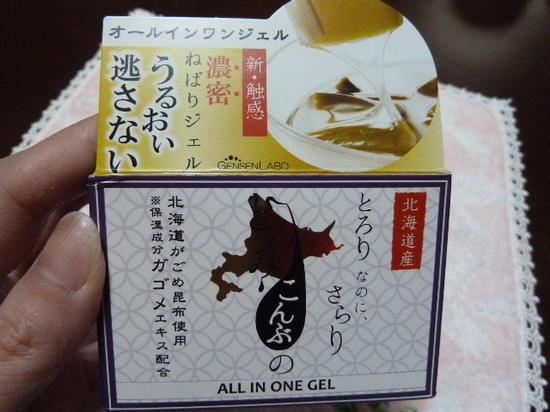 オールインワンジェル
新・触感
濃密
ねばりジェル
うるおい
逃さない
GENSENLABO
北海道産
とろり なのに、
さらり
こんぶの
北海道がごめ昆布使用
※保湿成分 ガゴメエキス配合
ALL IN ONE GEL